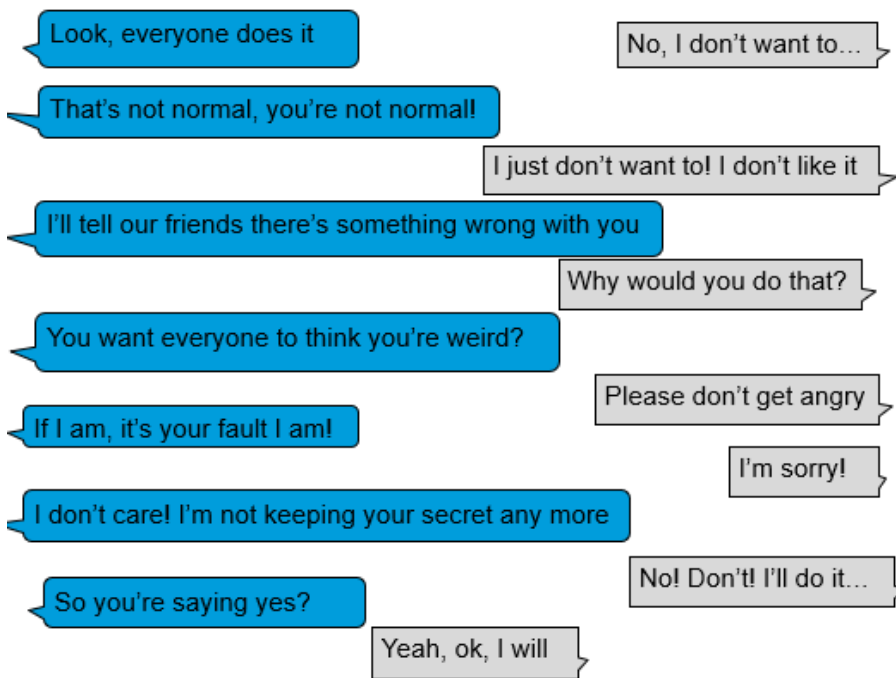 Look, everyone does it
No, I don’t want to…
That’s not normal, you’re not normal!
I just don’t want to! I don’t like it
I’ll tell our friends there’s something wrong with you
Why would you do that?
You want everyone to think you’re weird?
Please don’t get angry
If I am, it’s your fault I am!
I’m sorry!
I don’t care! I’m not keeping your secret any more
No! Don’t! I’ll do it…
So you’re saying yes?
Yeah, ok, I will